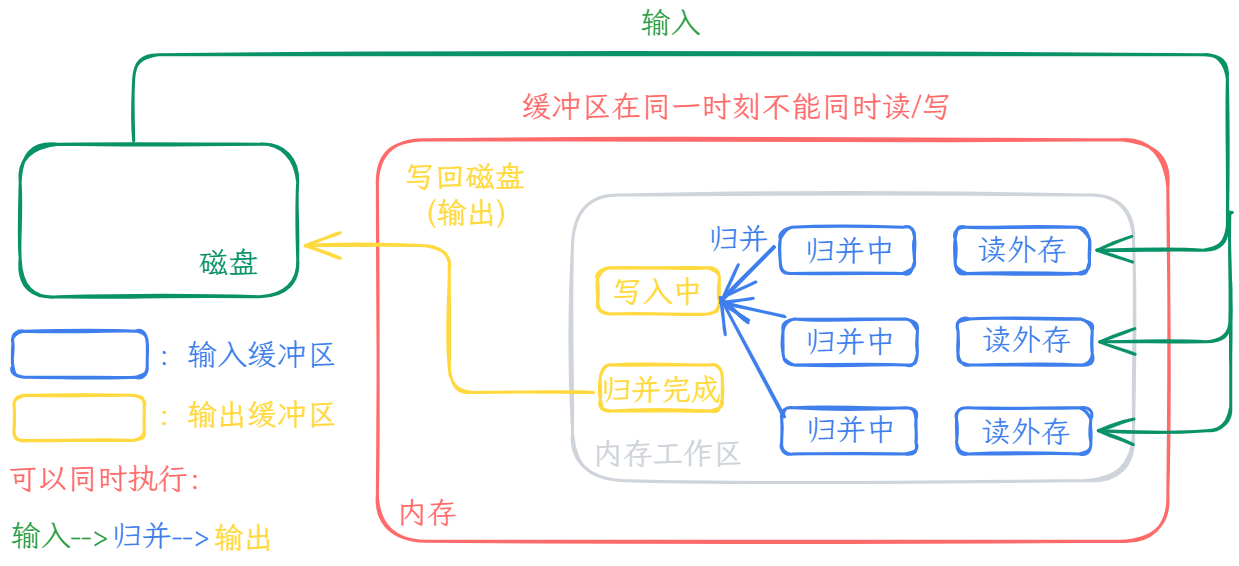 输入
缓冲区在同一时刻不能同时读/写
写回磁盘
(输出)
磁盘
归并
归并中
读外存
写入中
归并中
读外存
归并完成
归并中
读外存
内存工作区
内存
：输入缓冲区
：输出缓冲区
可以同时执行：
输入-->归并-->输出